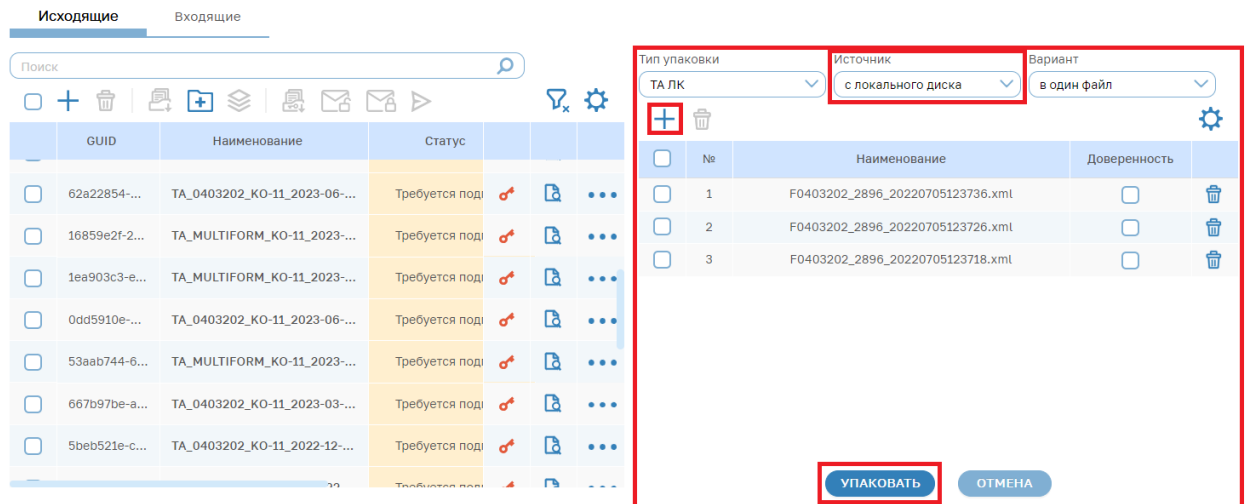 Исходящие Входящие
Поиск
GUID Наименование Статус
62a22854-... TA_0403202_KO-11_2023-06-... Требуется под
16859e2f-2... TA_MULTIFORM_KO-11_2023-... Требуется под
1ea903c3-e... TA_MULTIFORM_KO-11_2023-... Требуется под
0dd5910e-... TA_0403202_KO-11_2023-06-... Требуется под
53aab744-6... TA_MULTIFORM_KO-11_2023-... Требуется под
667b97be-a... TA_0403202_KO-11_2023-03-... Требуется под
5beb521e-c... TA_0403202_KO-11_2022-12-... Требуется под
Тип упаковки Источник Вариант
ТА ЛК с локального диска в один файл
№ Наименование Доверенность
1 F0403202_2896_20220705123736.xml
2 F0403202_2896_20220705123726.xml
3 F0403202_2896_20220705123718.xml
УПАКОВАТЬ ОТМЕНА